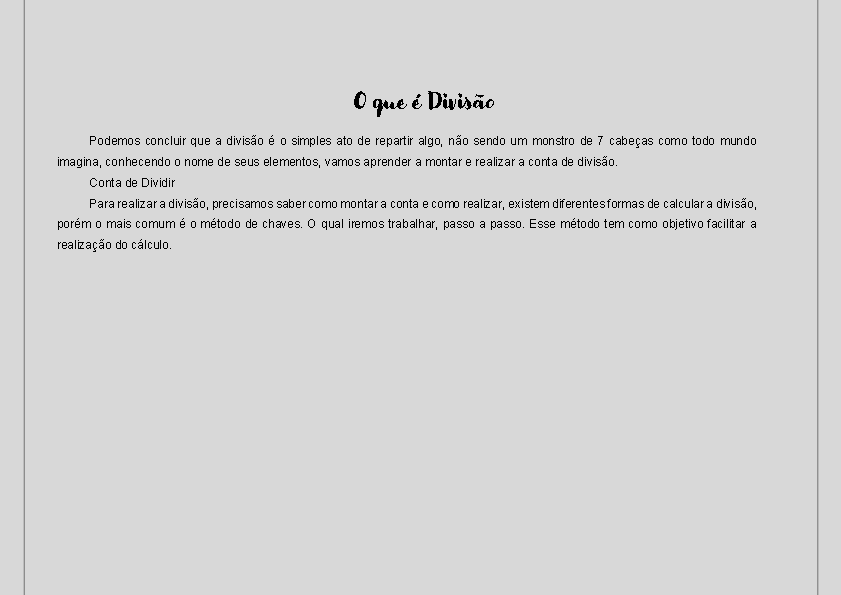 O que é Divisão
Podemos concluir que a divisão é o simples ato de repartir algo, não sendo um monstro de 7 cabeças como todo mundo
imagina, conhecendo o nome de seus elementos, vamos aprender a montar e realizar a conta de divisão.
Conta de Dividir
Para realizar a divisão, precisamos saber como montar a conta e como realizar, existem diferentes formas de calcular a divisão,
porém o mais comum é o método de chaves. O qual iremos trabalhar, passo a passo. Esse método tem como objetivo facilitar a
realização do cálculo.